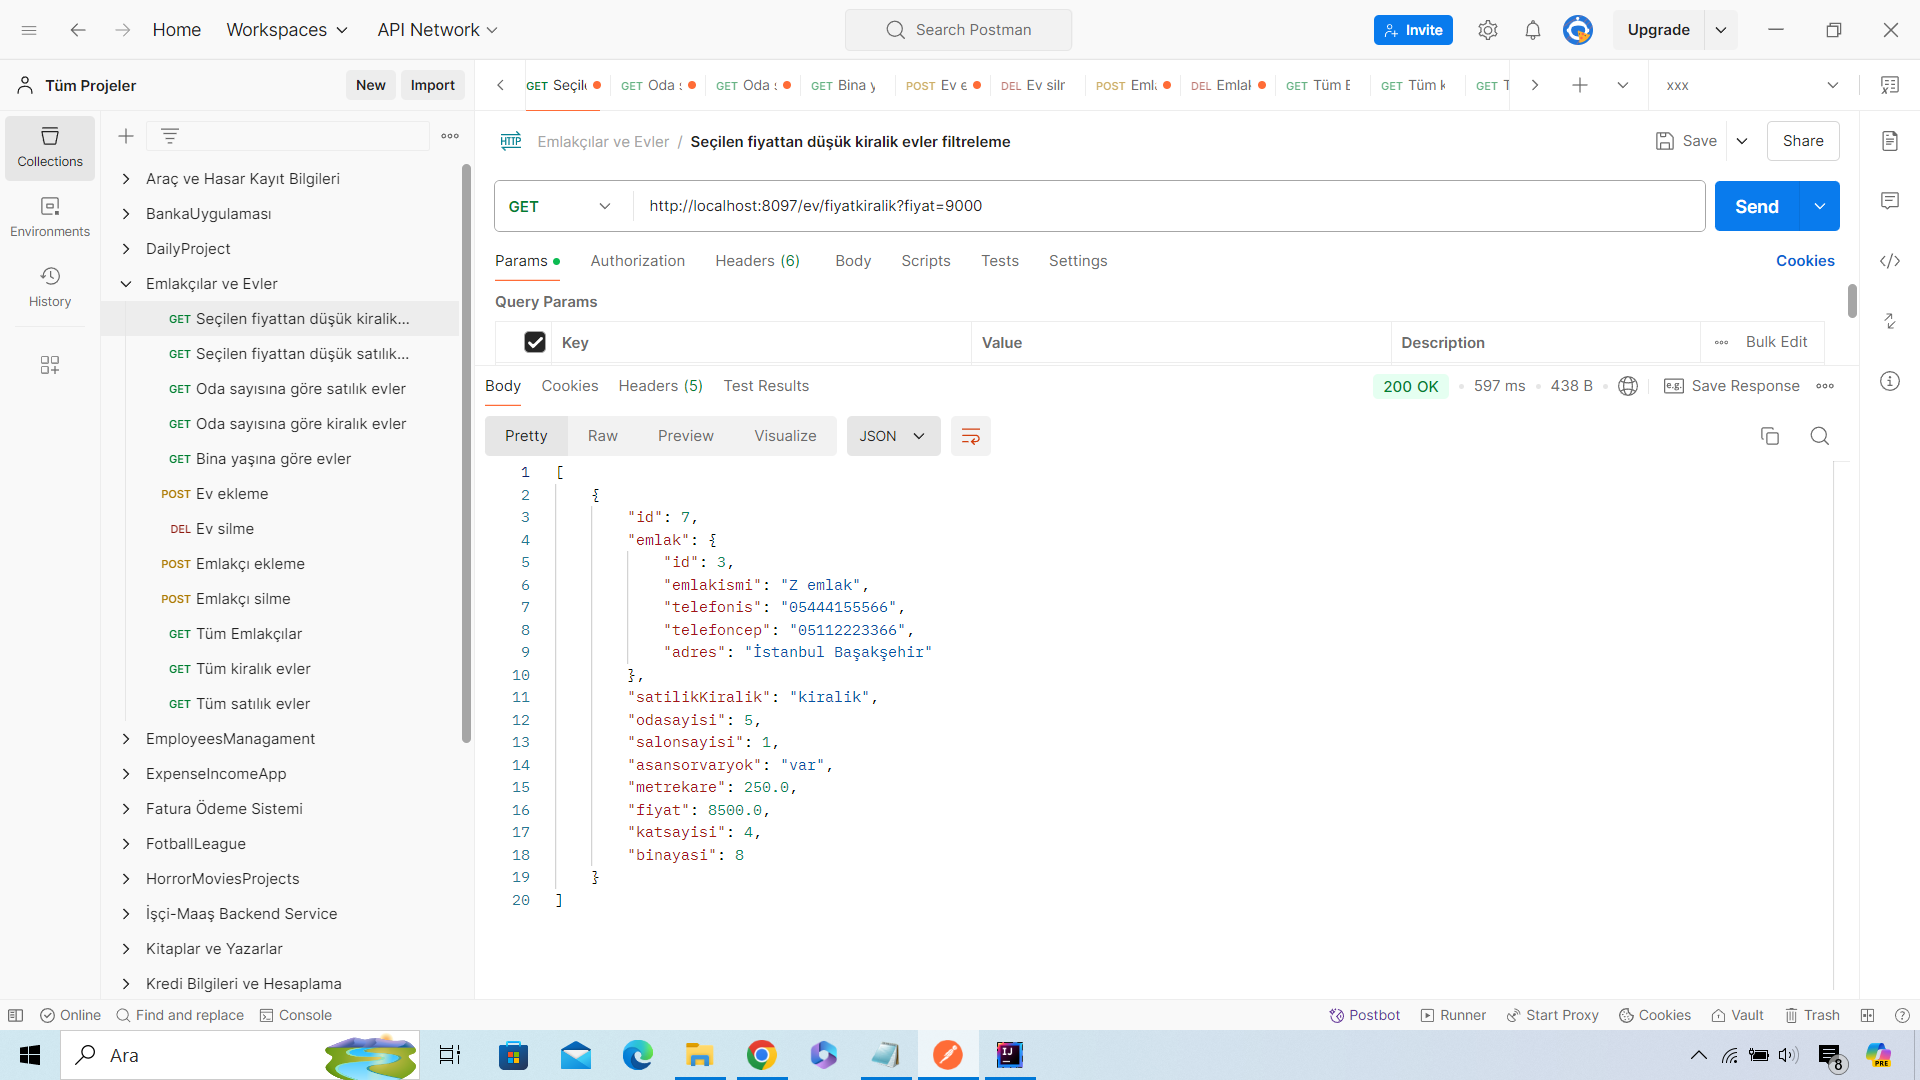 Home
Workspaces
API Network
Search Postman
Invite
Upgrade
Tüm Projeler
New
Import
GET Seçile
GET Oda s
GET Oda s
GET Bina y
POST Ev e
DEL Ev silr
POST Emla
DEL Emlak
GET Tüm E
GET Tüm k
GET T
xxx
Collections
Environments
History
Araç ve Hasar Kayıt Bilgileri
BankaUygulaması
DailyProject
Emlakçılar ve Evler
GET Seçilen fiyattan düşük kiralik...
GET Seçilen fiyattan düşük satılık...
GET Oda sayısına göre satılık evler
GET Oda sayısına göre kiralık evler
GET Bina yaşına göre evler
POST Ev ekleme
DEL Ev silme
POST Emlakçı ekleme
POST Emlakçı silme
GET Tüm Emlakçılar
GET Tüm kiralık evler
GET Tüm satılık evler
EmployeesManagament
ExpenseIncomeApp
Fatura Ödeme Sistemi
FotballLeague
HorrorMoviesProjects
İşçi-Maaş Backend Service
Kitaplar ve Yazarlar
Kredi Bilgileri ve Hesaplama
HTTP Emlakçılar ve Evler / Seçilen fiyattan düşük kiralik evler filtreleme
Save
Share
GET http://localhost:8097/ev/fiyatkiralik?fiyat=9000
Send
Params Authorization Headers (6) Body Scripts Tests Settings Cookies
Query Params
Key Value Description Bulk Edit
Body Cookies Headers (5) Test Results
200 OK 597 ms 438 B e.g. Save Response
Pretty Raw Preview Visualize JSON
1 [
2 {
3 "id": 7,
4 "emlak": {
5 "id": 3,
6 "emlakismi": "Z emlak",
7 "telefonis": "05444155566",
8 "telefoncep": "05112223366",
9 "adres": "İstanbul Başakşehir"
10 },
11 "satilikKiralik": "kiralik",
12 "odasayisi": 5,
13 "salonsayisi": 1,
14 "asansorvaryok": "var",
15 "metrekare": 250.0,
16 "fiyat": 8500.0,
17 "katsayisi": 4,
18 "binayasi": 8
19 }
20 ]
Online Find and replace Console
Postbot Runner Start Proxy Cookies Vault Trash
Ara
IJ
8
PRE